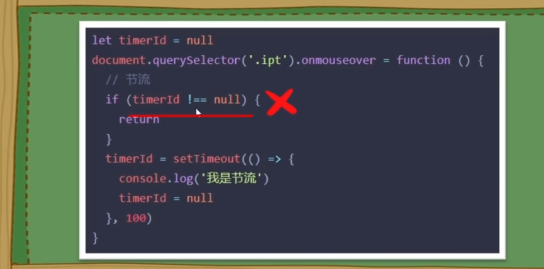 let timerId = null
document.querySelector('.ipt').onmouseover = function () {
// 节流
if (timerId !== null) {
return
}
timerId = setTimeout(() => {
console.log('我是节流')
timerId = null
}, 100)
}